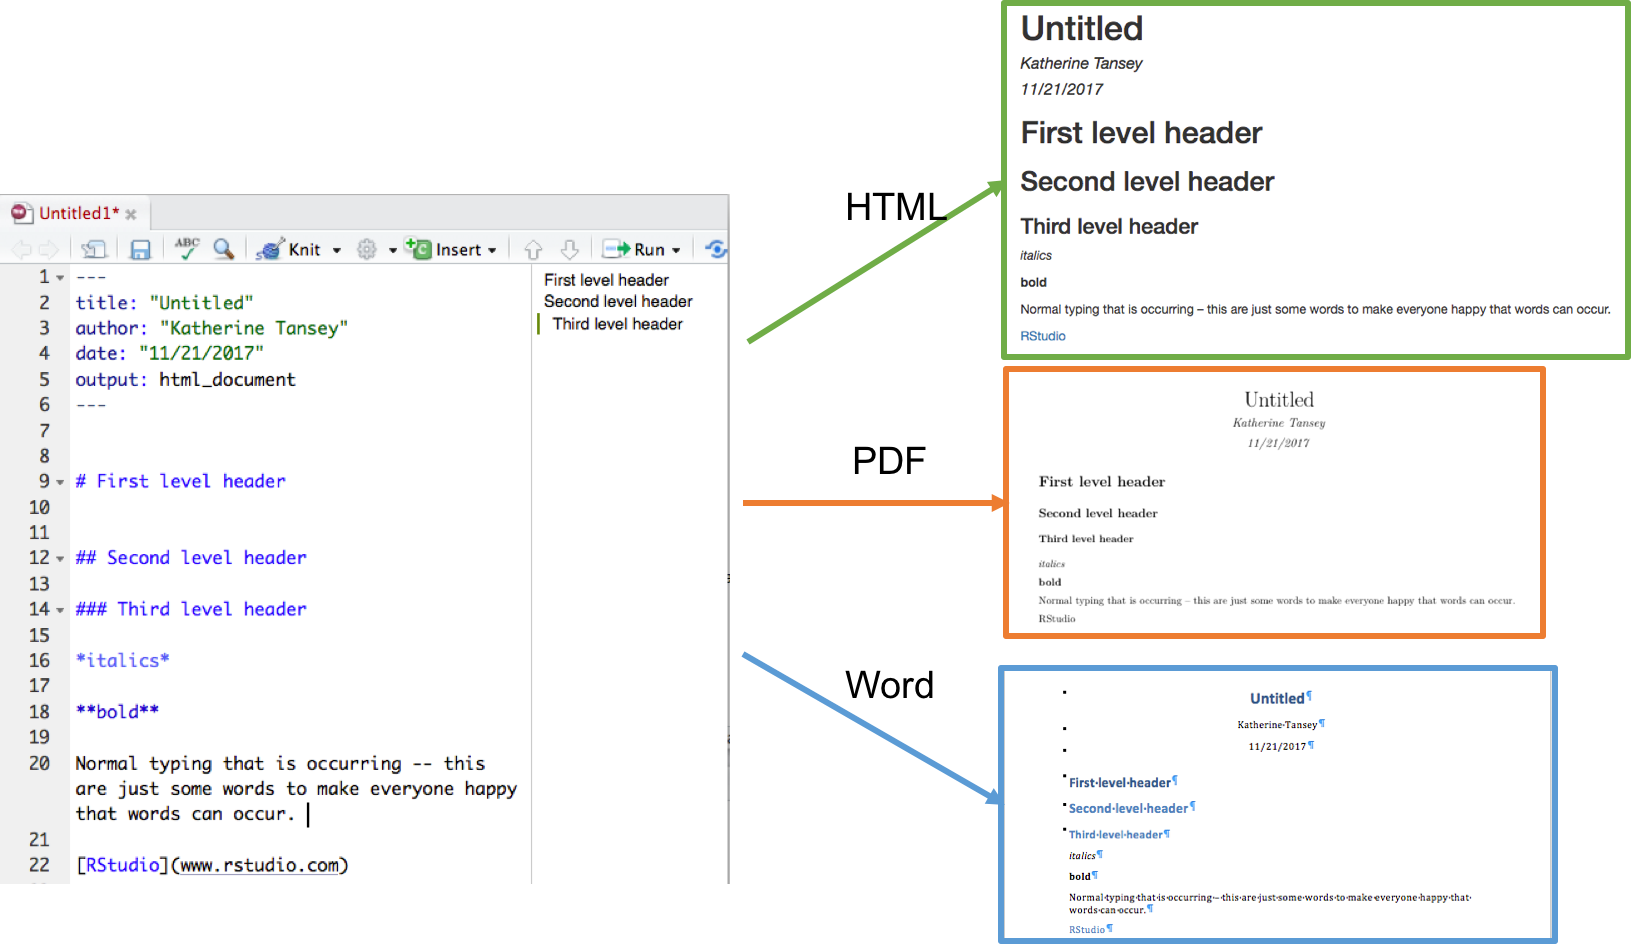 Untitled1*
ABC
Knit
Insert
Run
1 ---
2 title: "Untitled"
3 author: "Katherine Tansey"
4 date: "11/21/2017"
5 output: html_document
6 ---
7
8
9 # First level header
10
11
12 ## Second level header
13
14 ### Third level header
15
16 *italics*
17
18 **bold**
19
20 Normal typing that is occurring -- this
are just some words to make everyone happy
that words can occur.
21
22 [RStudio](www.rstudio.com)
First level header
Second level header
Third level header
HTML
PDF
Word
Untitled
Katherine Tansey
11/21/2017
First level header
Second level header
Third level header
italics
bold
Normal typing that is occurring – this are just some words to make everyone happy that words can occur.
RStudio
Untitled
Katherine Tansey
11/21/2017
First level header
Second level header
Third level header
italics
bold
Normal typing that is occurring – this are just some words to make everyone happy that words can occur.
RStudio
Untitled¶
Katherine·Tansey¶
11/21/2017¶
First·level·header¶
Second·level·header¶
Third·level·header¶
italics¶
bold¶
Normal·typing·that·is·occurring·–·this·are·just·some·words·to·make·everyone·happy·that·
words·can·occur.¶
RStudio¶